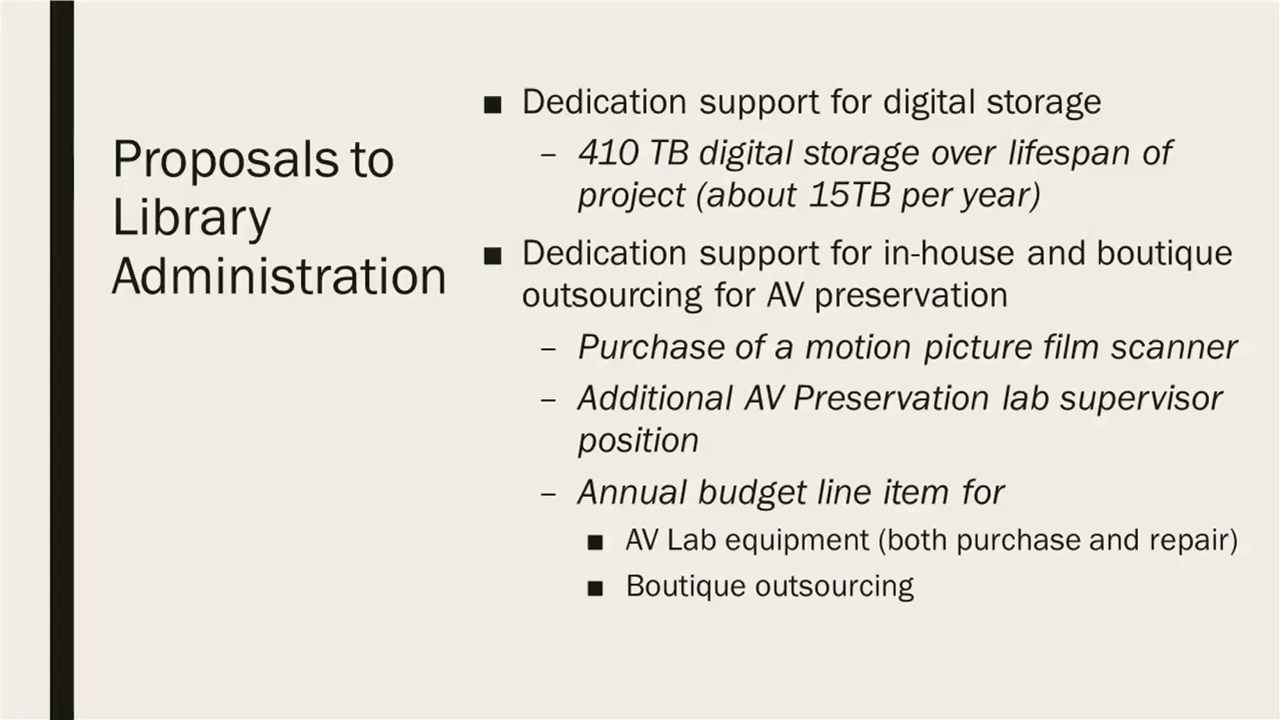 Proposals to
Library
Administration
■ Dedication support for digital storage
– 410 TB digital storage over lifespan of
project (about 15TB per year)
■ Dedication support for in-house and boutique
outsourcing for AV preservation
– Purchase of a motion picture film scanner
– Additional AV Preservation lab supervisor
position
– Annual budget line item for
■ AV Lab equipment (both purchase and repair)
■ Boutique outsourcing